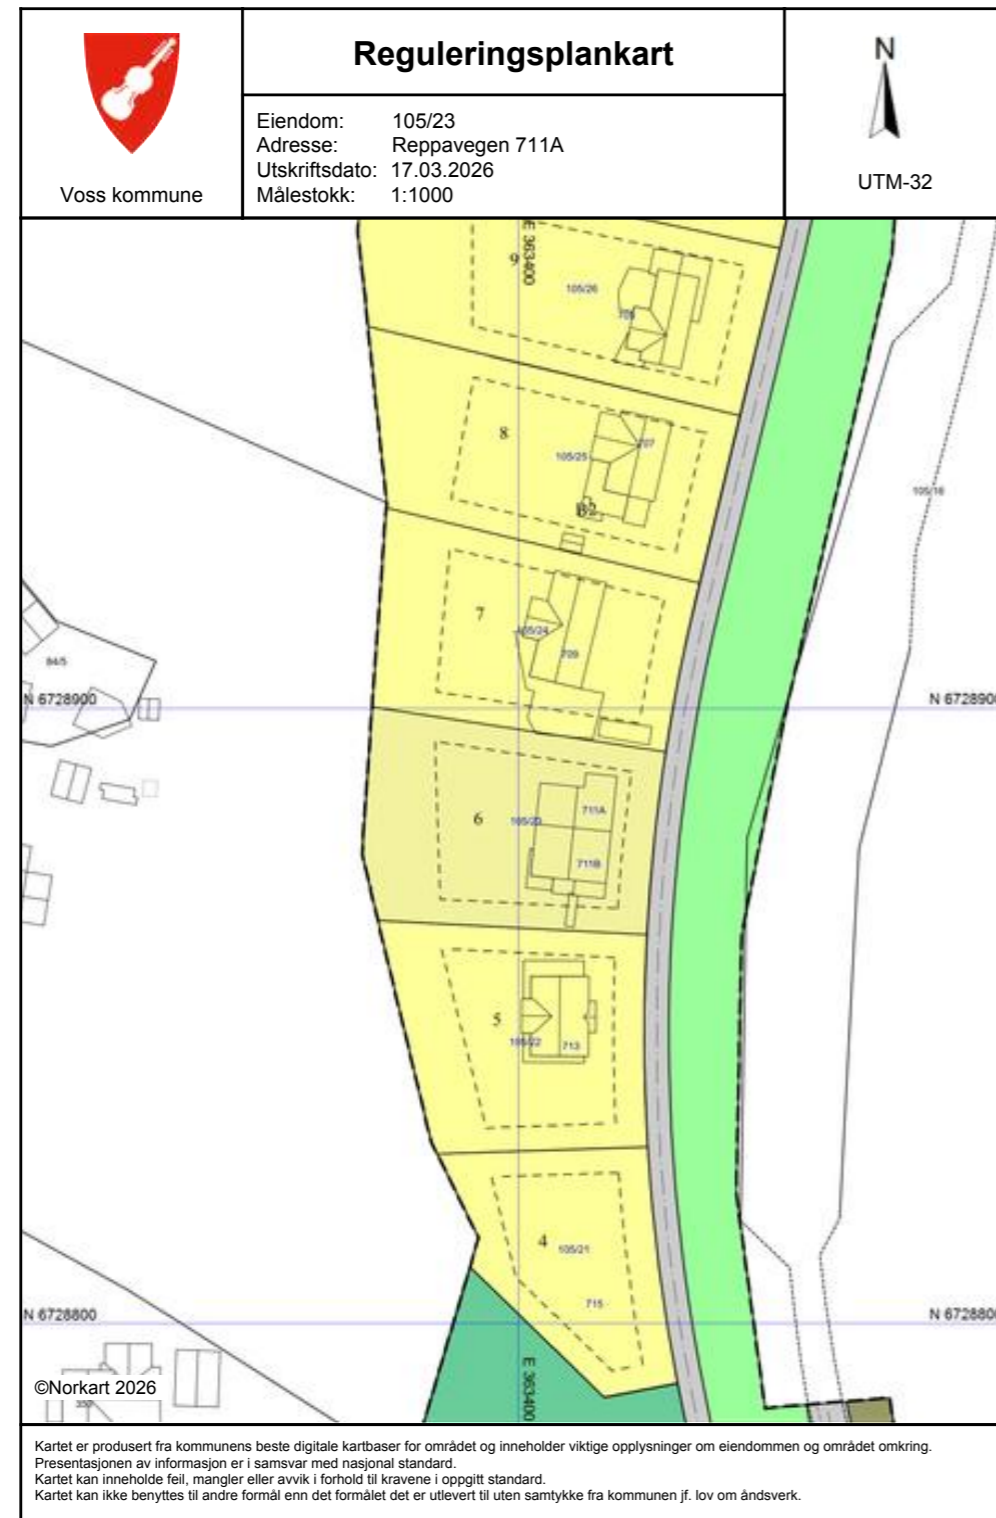 Reguleringsplankart
Eiendom: 105/23
Adresse: Reppavegen 711A
Utskriftsdato: 17.03.2026
Målestokk: 1:1000
Voss kommune
N
UTM-32
E 363400
9
105/26
705
8
707
105/25
B2
105/16
7
105/24
709
84/5
N 6728900
N 6728900
6
105/23
711A
711B
5
105/22
713
4
105/21
715
N 6728800
N 6728800
E 363400
©Norkart 2026
Kartet er produsert fra kommunens beste digitale kartbaser for området og inneholder viktige opplysninger om eiendommen og området omkring.
Presentasjonen av informasjon er i samsvar med nasjonal standard.
Kartet kan inneholde feil, mangler eller avvik i forhold til kravene i oppgitt standard.
Kartet kan ikke benyttes til andre formål enn det formålet det er utlevert til uten samtykke fra kommunen jf. lov om åndsverk.